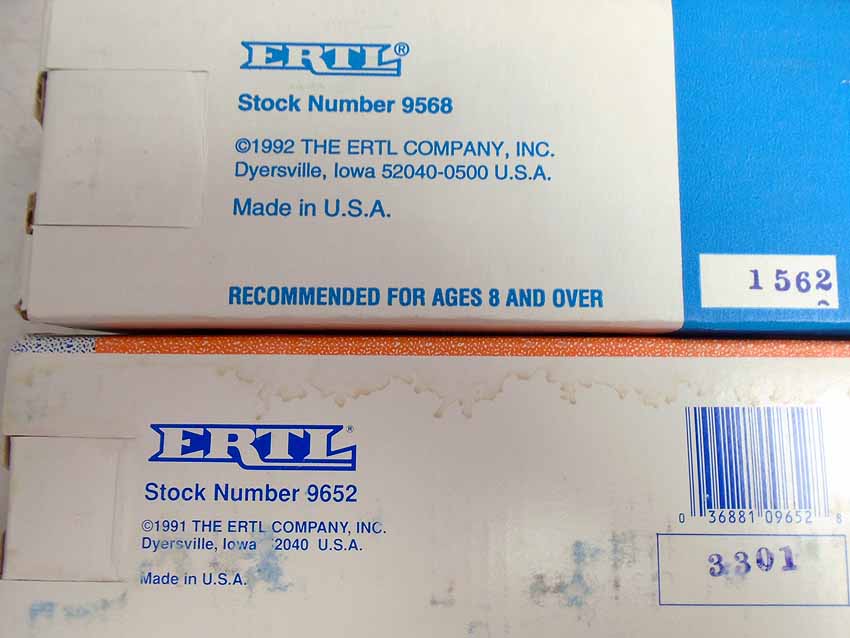 ERTL®
Stock Number 9568
©1992 THE ERTL COMPANY, INC.
Dyersville, Iowa 52040-0500 U.S.A.
Made in U.S.A.
RECOMMENDED FOR AGES 8 AND OVER
1562
ERTL®
Stock Number 9652
©1991 THE ERTL COMPANY, INC.
Dyersville, Iowa 2040 U.S.A.
Made in U.S.A.
0 36881 09652 8
3301